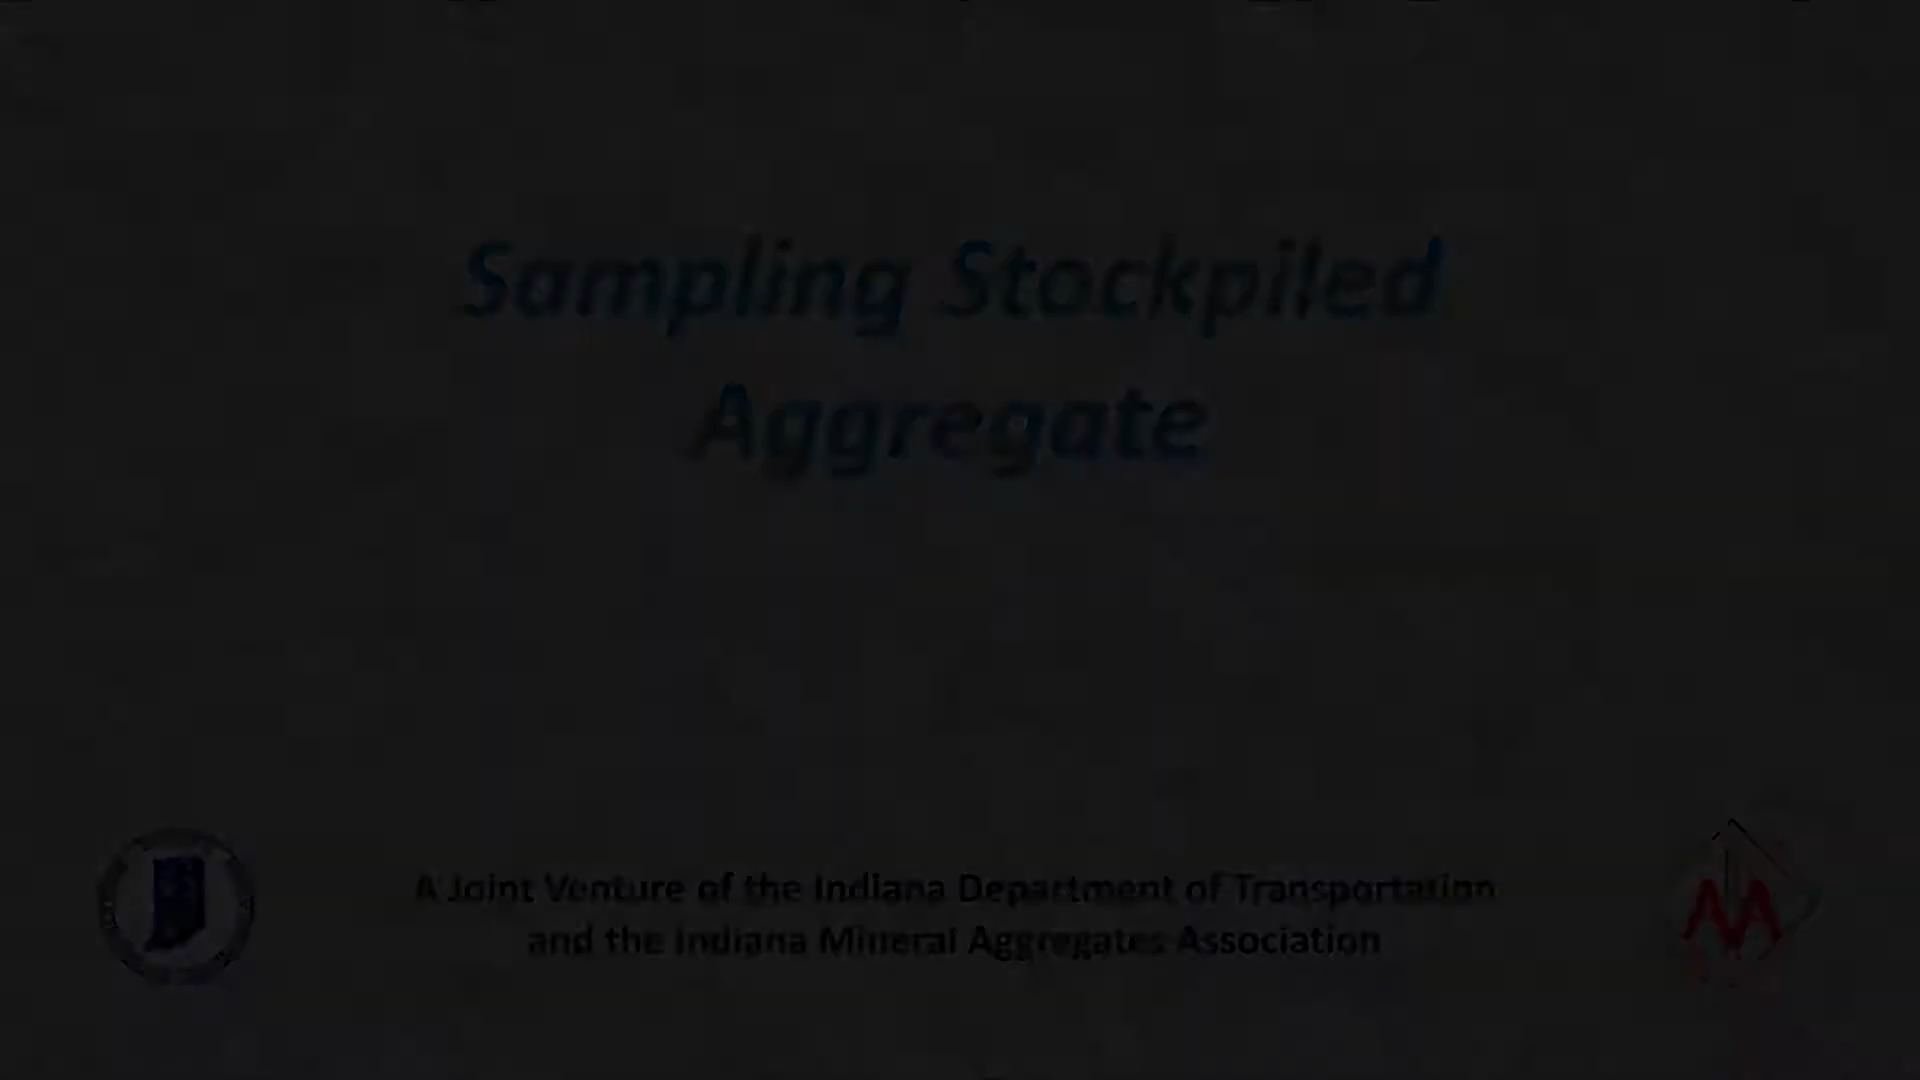 Sampling Stockpiled
Aggregate
A Joint Venture of the Indiana Department of Transportation
and the Indiana Mineral Aggregates Association